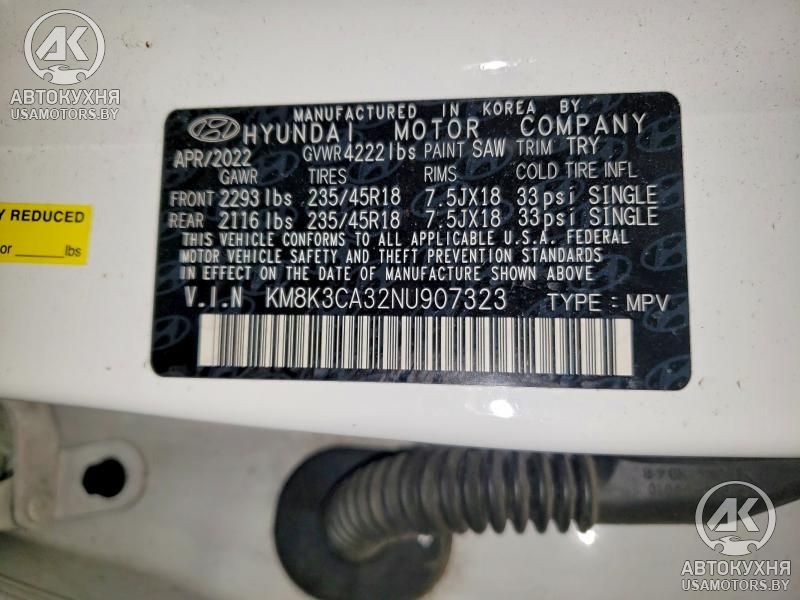 АК
АВТОКУХНЯ
USAMOTORS.BY
MANUFACTURED IN KOREA BY
HYUNDAI MOTOR COMPANY
APR/2022 GVWR 4222 lbs PAINT SAW TRIM TRY
GAWR TIRES RIMS COLD TIRE INFL
FRONT 2293 lbs 235/45R18 7.5JX18 33 psi SINGLE
REAR 2116 lbs 235/45R18 7.5JX18 33 psi SINGLE
THIS VEHICLE CONFORMS TO ALL APPLICABLE U.S.A. FEDERAL
MOTOR VEHICLE SAFETY AND THEFT PREVENTION STANDARDS
IN EFFECT ON THE DATE OF MANUFACTURE SHOWN ABOVE.
V.I.N KM8K3CA32NU907323 TYPE : MPV
REDUCED
or lbs
АК
АВТОКУХНЯ
USAMOTORS.BY